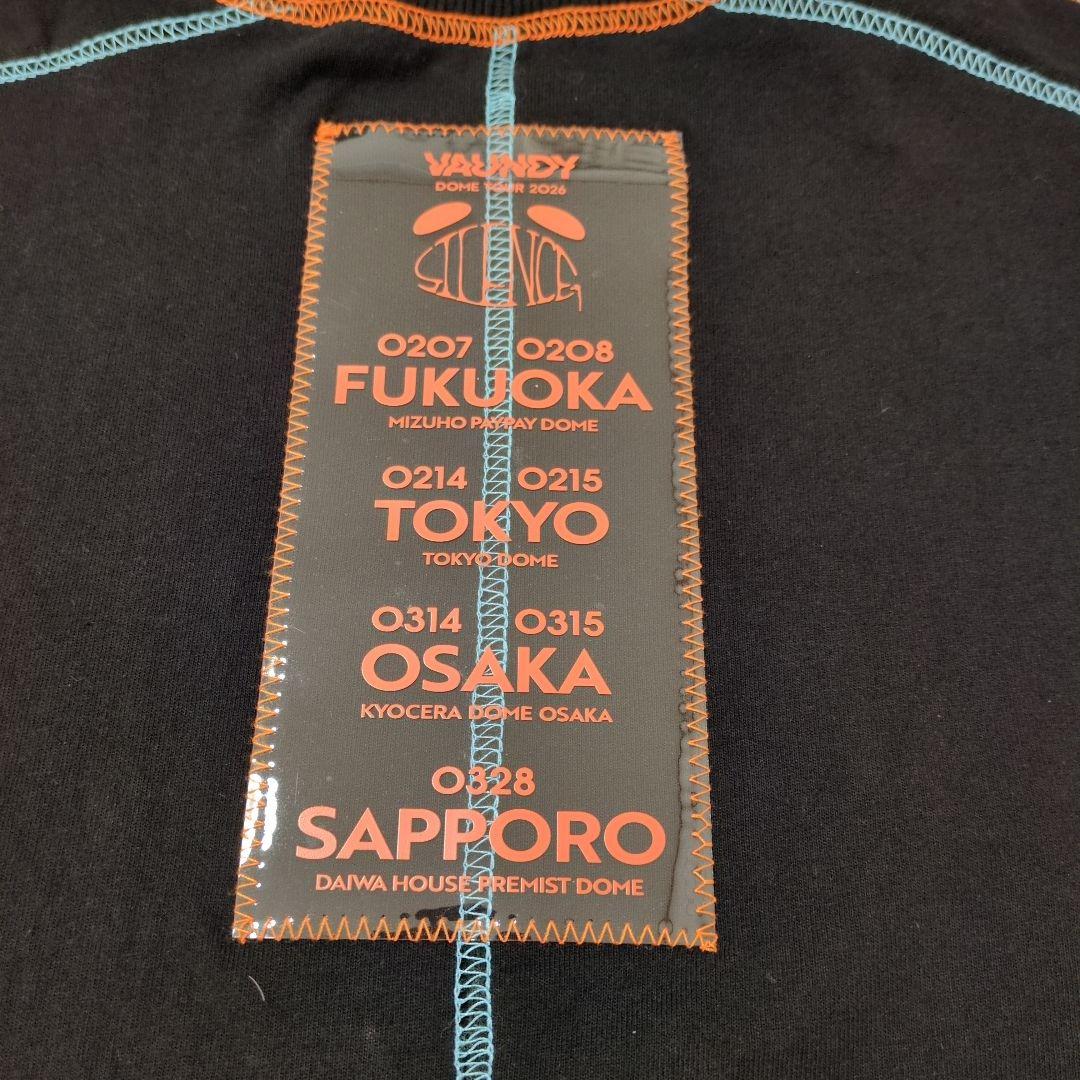 VAUNDY
DOME TOUR 2026
SILENCE
0207 0208
FUKUOKA
MIZUHO PAYPAY DOME
0214 0215
TOKYO
TOKYO DOME
0314 0315
OSAKA
KYOCERA DOME OSAKA
0328
SAPPORO
DAIWA HOUSE PREMIST DOME